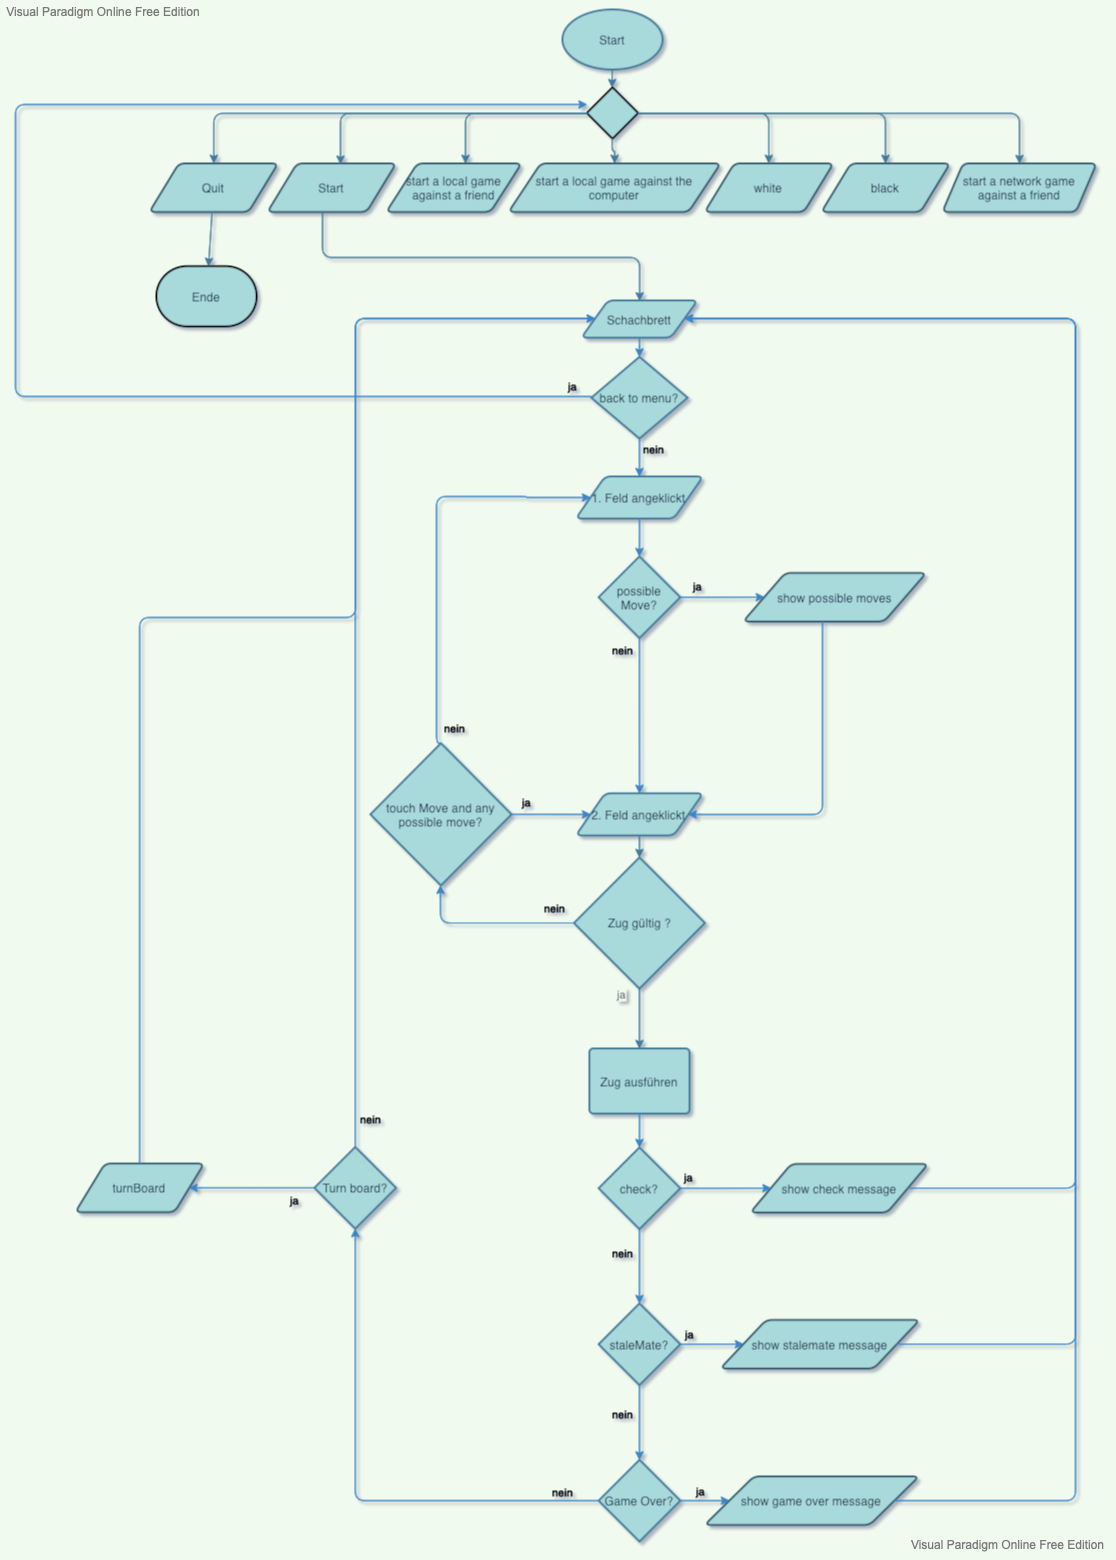 Visual Paradigm Online Free Edition
Start
Quit
Start
start a local game
against a friend
start a local game against the
computer
white
black
start a network game
against a friend
Ende
Schachbrett
ja
back to menu?
nein
1. Feld angeklickt
possible
Move?
ja
show possible moves
nein
nein
touch Move and any
possible move?
ja
2. Feld angeklickt
nein
Zug gültig ?
ja
Zug ausführen
nein
turnBoard
ja
Turn board?
check?
ja
show check message
nein
staleMate?
ja
show stalemate message
nein
nein
Game Over?
ja
show game over message
Visual Paradigm Online Free Edition